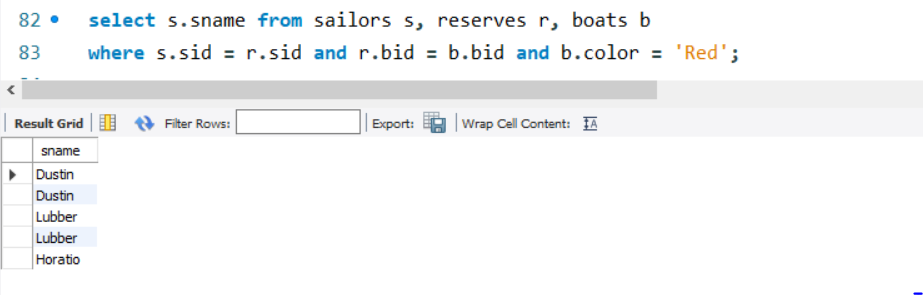 82 select s.sname from sailors s, reserves r, boats b
83 where s.sid = r.sid and r.bid = b.bid and b.color = 'Red';
Result Grid Filter Rows: Export: Wrap Cell Content: IA
sname
Dustin
Dustin
Lubber
Lubber
Horatio